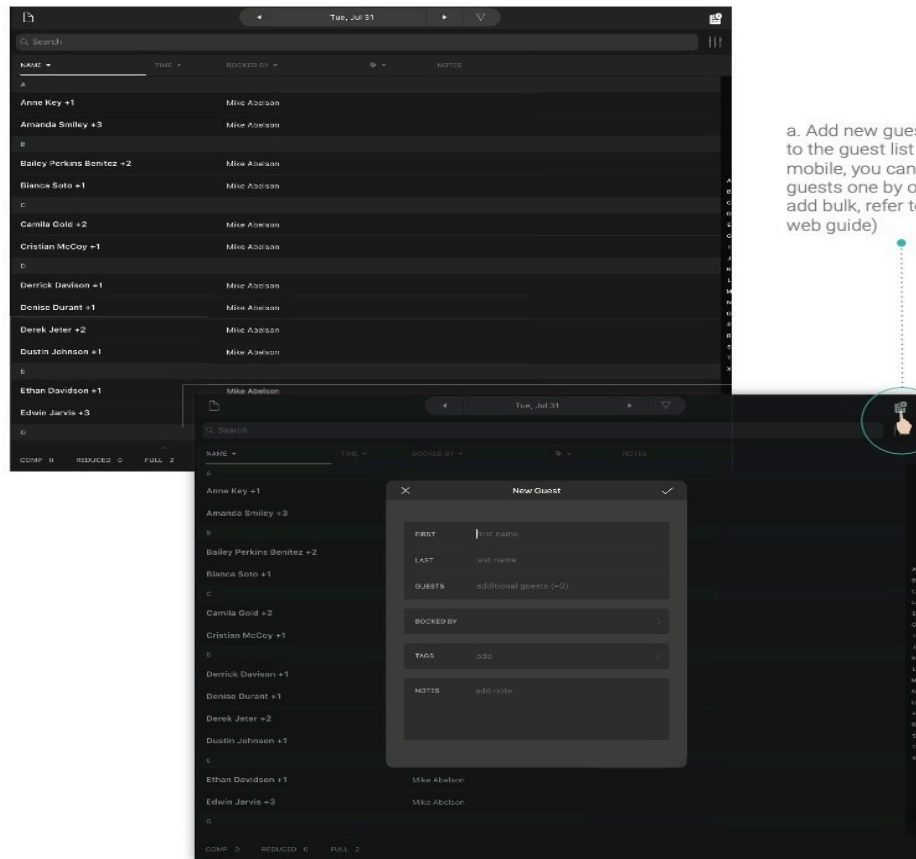 Tue, Jul 31
Search
NAME TIME BOOKED BY NOTES
A
Anne Key +1 Mike Abelson
Amanda Smiley +3 Mike Abelson
B
Bailey Perkins Benitez +2 Mike Abelson
Bianca Soto +1 Mike Abelson
C
Camila Gold +2 Mike Abelson
Cristian McCoy +1 Mike Abelson
D
Derrick Davison +1 Mike Abelson
Denise Durant +1 Mike Abelson
Derek Jeter +2 Mike Abelson
Dustin Johnson +1 Mike Abelson
E
Ethan Davidson +1 Mike Abelson
Edwin Jarvis +3
G
COMP 0 REDUCED 0 FULL 2
a. Add new gues
to the guest list
mobile, you can
guests one by o
add bulk, refer to
web guide)
Tue, Jul 31
Search
NAME TIME BOOKED BY NOTES
A
Anne Key +1
Amanda Smiley +3
B
Bailey Perkins Benitez +2
Bianca Soto +1
C
Camila Gold +2
Cristian McCoy +1
D
Derrick Davison +1
Denise Durant +1
Derek Jeter +2
Dustin Johnson +1
E
Ethan Davidson +1 Mike Abelson
Edwin Jarvis +3 Mike Abelson
G
COMP 0 REDUCED 0 FULL 2
New Guest
FIRST first name
LAST last name
GUESTS additional guests (+0)
BOOKED BY
TAGS add
NOTES add note